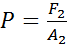 P = F₂/A₂